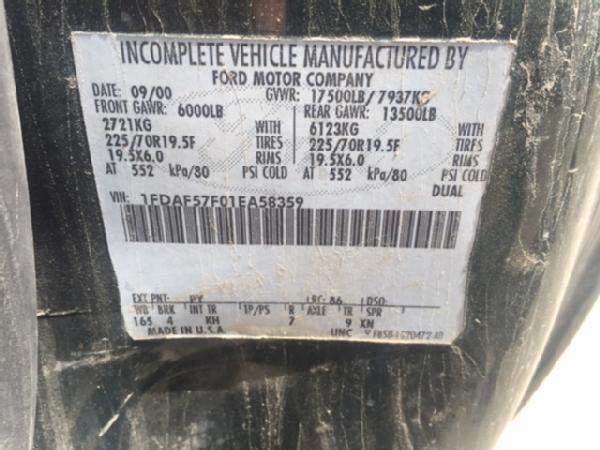 INCOMPLETE VEHICLE MANUFACTURED BY
FORD MOTOR COMPANY
DATE: 09/00 GVWR: 17500LB/7937KG
FRONT GAWR: 6000LB REAR GAWR: 13500LB
2721KG WITH 6123KG WITH
225/70R19.5F TIRES 225/70R19.5F TIRES
19.5X6.0 RIMS 19.5X6.0 RIMS
AT 552 kPa/80 PSI COLD AT 552 kPa/80 PSI COLD
DUAL
VIN: 1FDAF57F01EA58359
EXT PNT: PY RC: 86 DSO:
WB BRK INT TR TP/PS R AXLE TR SPR
165 4 KH 7 9 XN
MADE IN U.S.A. UNC